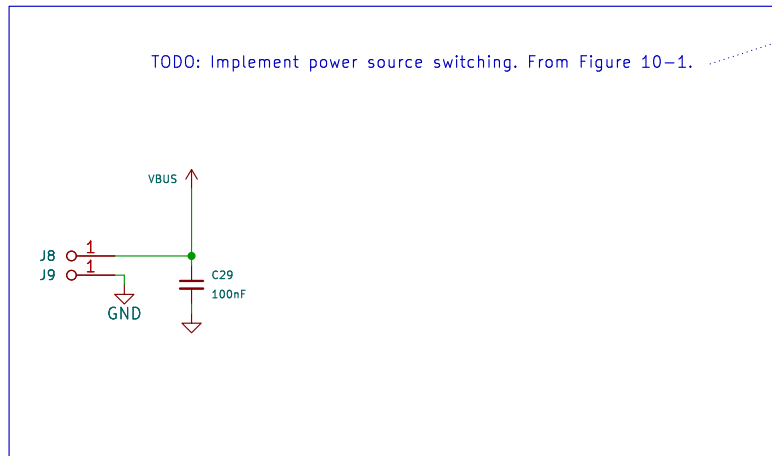 TODO: Implement power source switching. From Figure 10-1.
VBUS
J8 1
J9 1
C29
100nF
GND